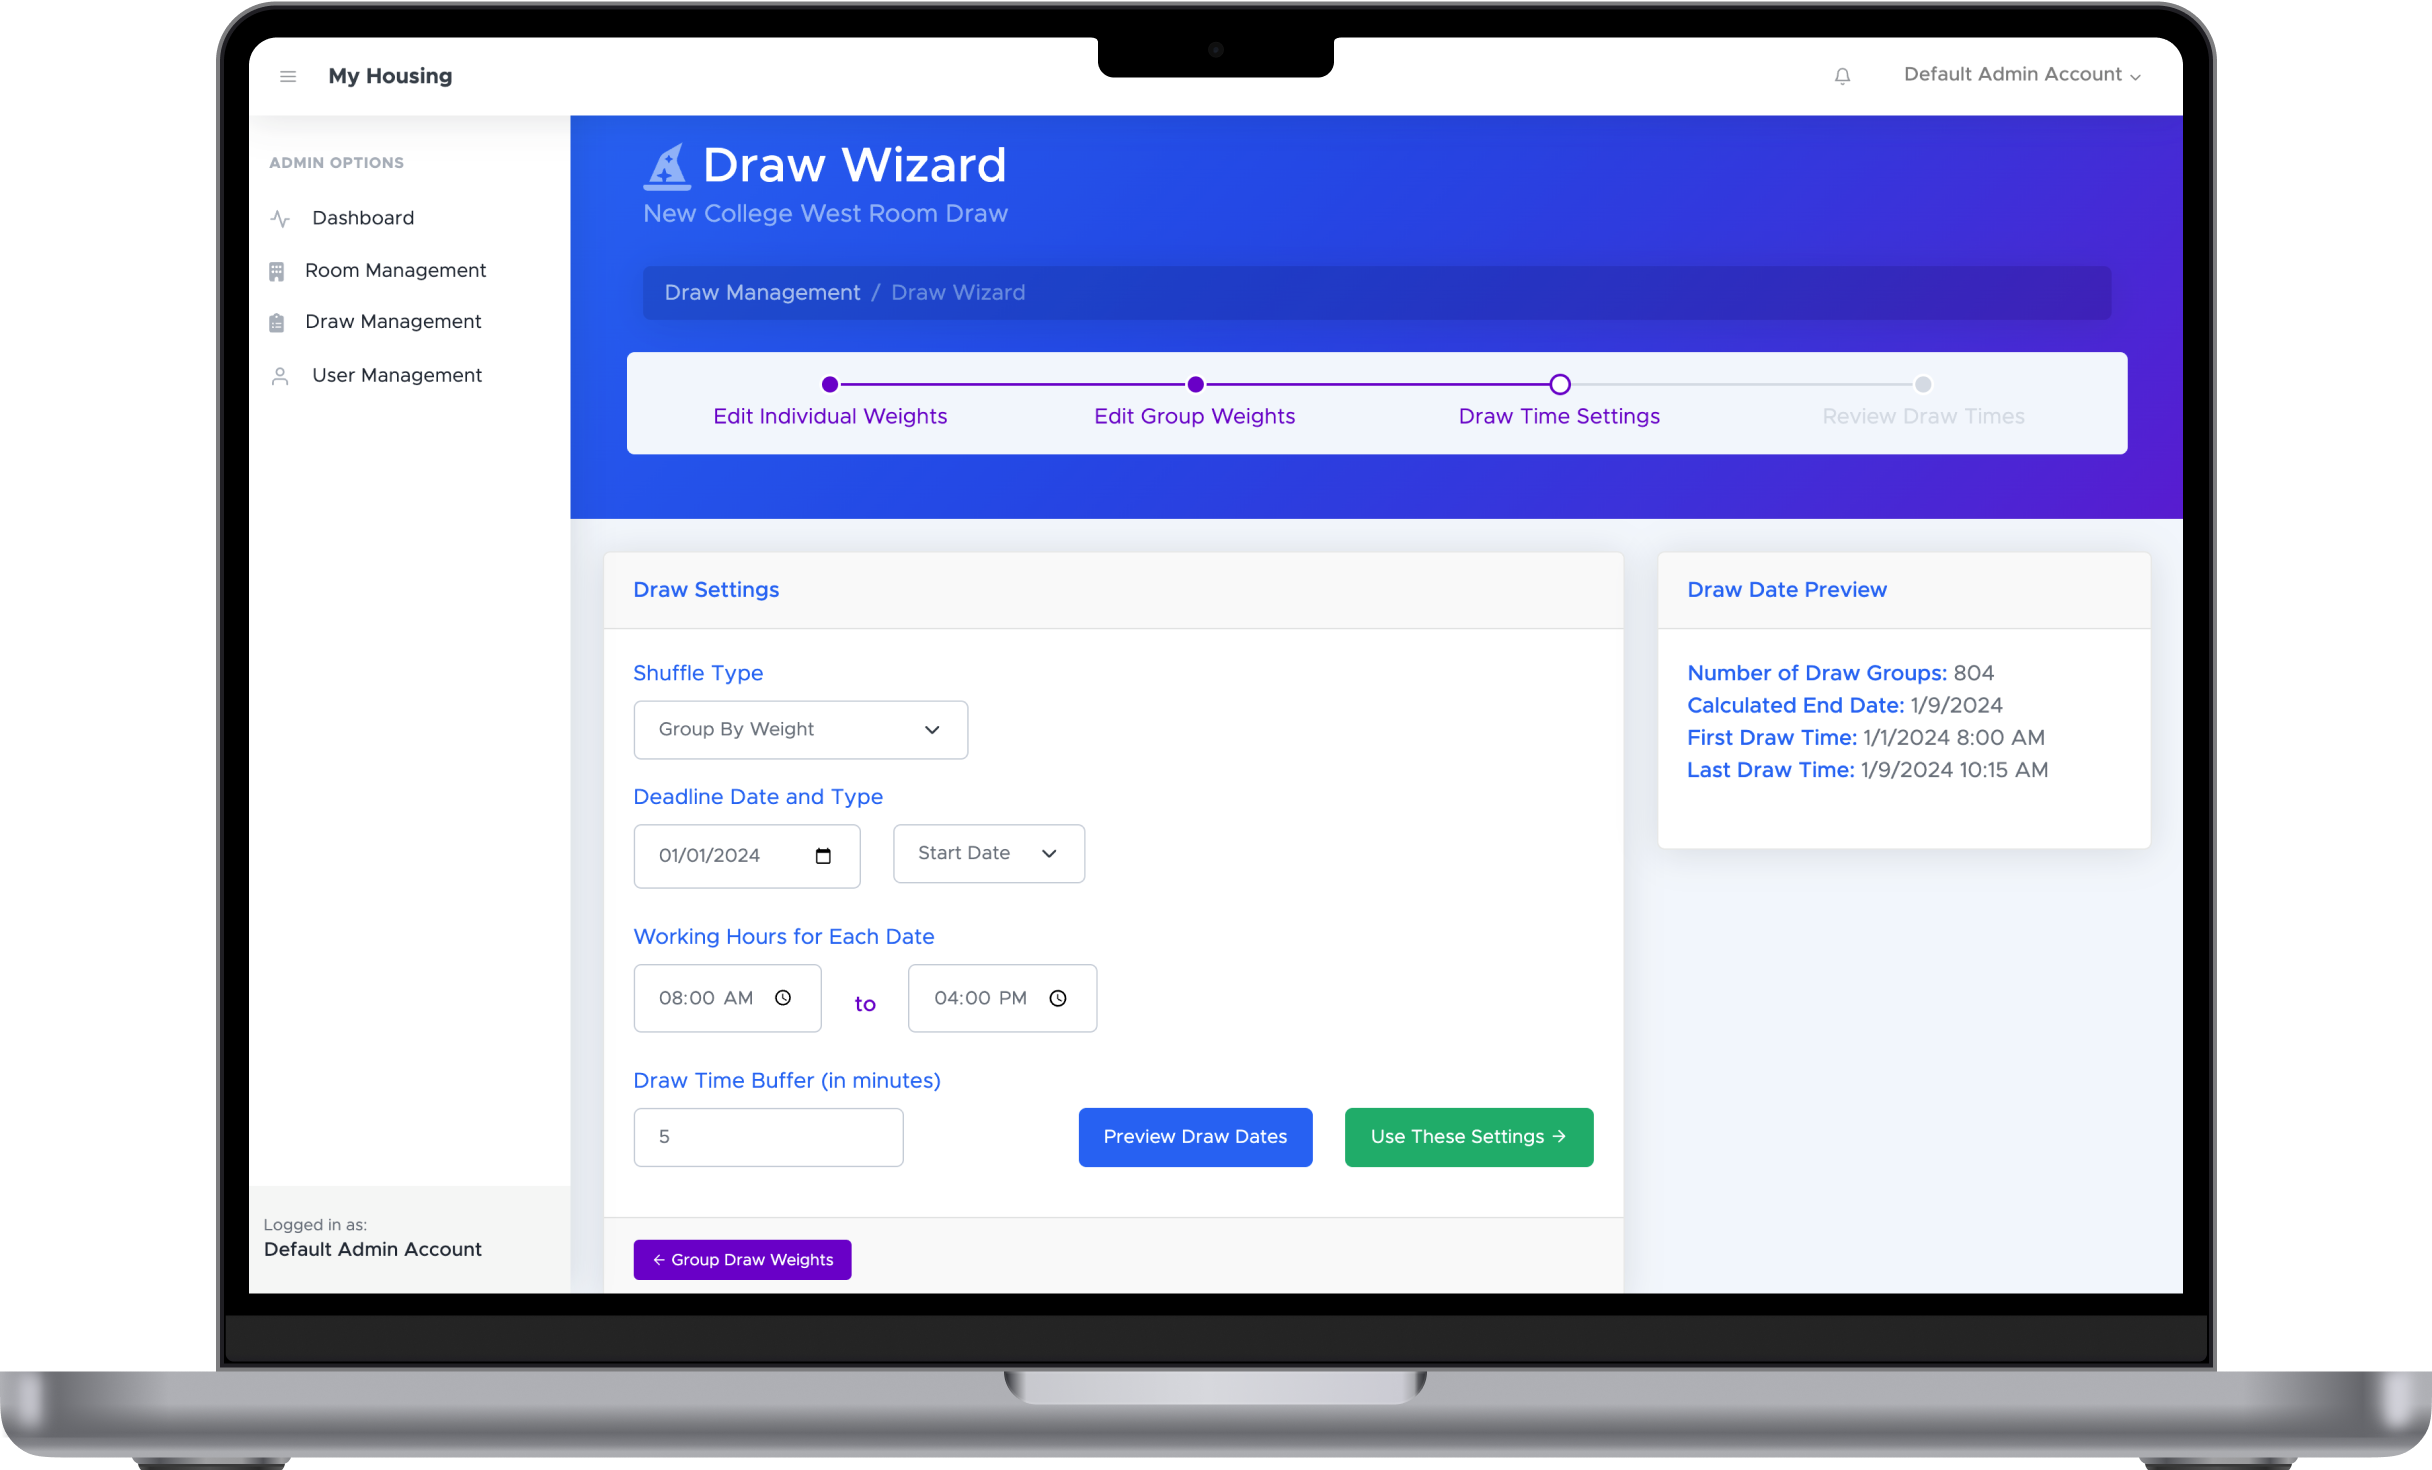 My Housing
Default Admin Account
ADMIN OPTIONS
Dashboard
Room Management
Draw Management
User Management
Logged in as:
Default Admin Account
Draw Wizard
New College West Room Draw
Draw Management / Draw Wizard
Edit Individual Weights
Edit Group Weights
Draw Time Settings
Review Draw Times
Draw Settings
Shuffle Type
Group By Weight
Deadline Date and Type
01/01/2024
Start Date
Working Hours for Each Date
08:00 AM to 04:00 PM
Draw Time Buffer (in minutes)
5
Preview Draw Dates
Use These Settings →
← Group Draw Weights
Draw Date Preview
Number of Draw Groups: 804
Calculated End Date: 1/9/2024
First Draw Time: 1/1/2024 8:00 AM
Last Draw Time: 1/9/2024 10:15 AM